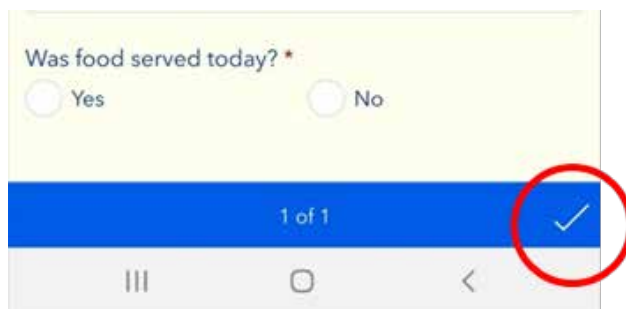 Was food served today? *
Yes No
1 of 1